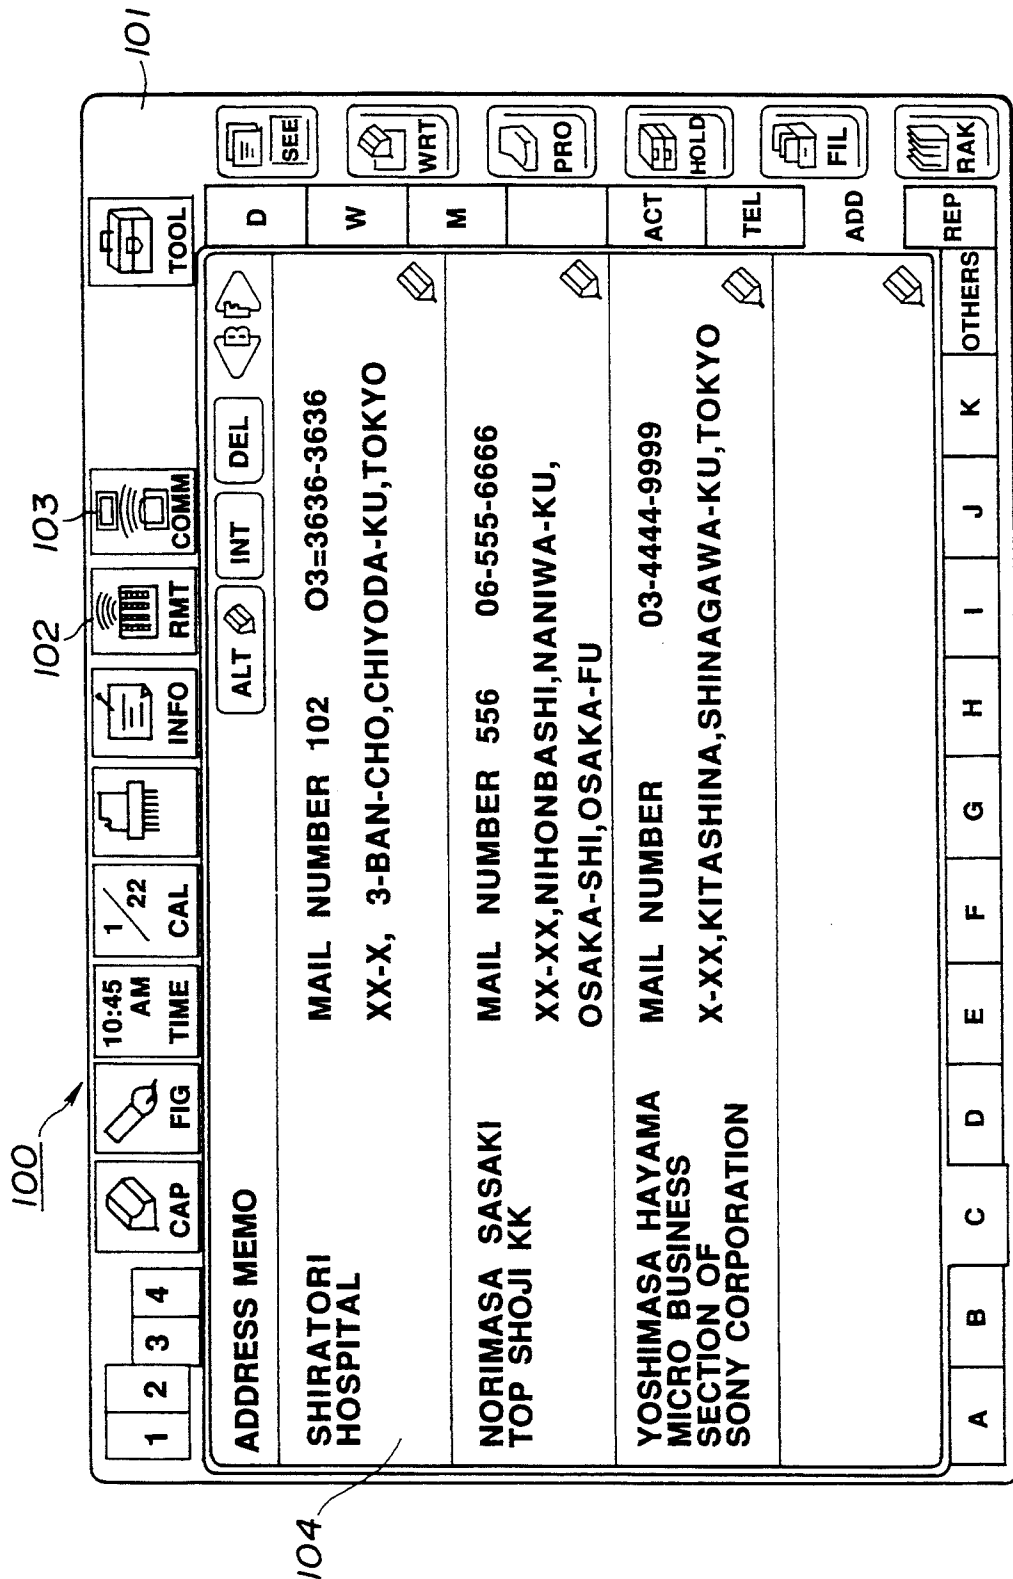 100
101
102
103
104
1 2 3 4
CAP
FIG
10:45
AM
TIME
1/22
CAL
INFO
RMT
COMM
TOOL
ADDRESS MEMO
ALT
INT
DEL
B
F
SHIRATORI
HOSPITAL
MAIL NUMBER 102 O3=3636-3636
XX-X, 3-BAN-CHO,CHIYODA-KU,TOKYO
NORIMASA SASAKI
TOP SHOJI KK
MAIL NUMBER 556 06-555-6666
XX-XX,NIHONBASHI,NANIWA-KU,
OSAKA-SHI,OSAKA-FU
YOSHIMASA HAYAMA
MICRO BUSINESS
SECTION OF
SONY CORPORATION
MAIL NUMBER 03-4444-9999
X-XX,KITASHINA,SHINAGAWA-KU,TOKYO
D
W
M
ACT
TEL
ADD
REP
SEE
WRT
PRO
HOLD
FIL
RAK
A B C D E F G H I J K OTHERS